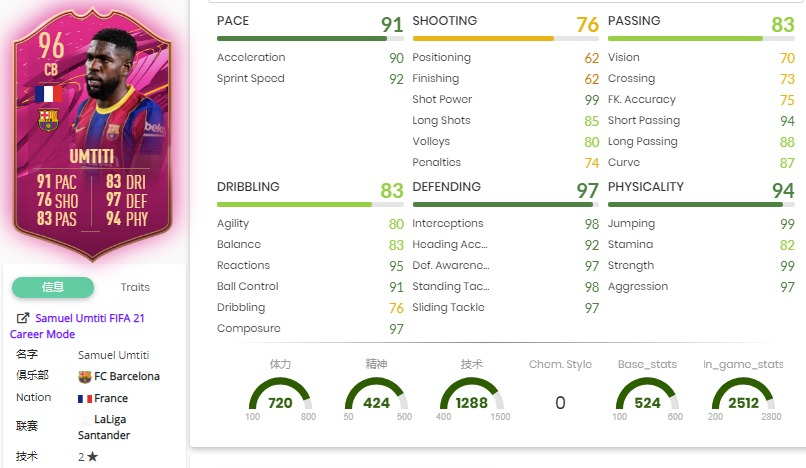 96
CB
UMTITI
91 PAC 83 DRI
76 SHO 97 DEF
83 PAS 94 PHY
信息 Traits
Samuel Umtiti FIFA 21
Career Mode
名字 Samuel Umtiti
俱乐部 FC Barcelona
Nation France
联赛 LaLiga
Santander
技术 2 ★
PACE 91
Acceleration 90
Sprint Speed 92
SHOOTING 76
Positioning 62
Finishing 62
Shot Power 99
Long Shots 85
Volleys 80
Penalties 74
PASSING 83
Vision 70
Crossing 73
FK. Accuracy 75
Short Passing 94
Long Passing 88
Curve 87
DRIBBLING 83
Agility 80
Balance 83
Reactions 95
Ball Control 91
Dribbling 76
Composure 97
DEFENDING 97
Interceptions 98
Heading Acc... 92
Def. Awarene... 97
Standing Tac... 98
Sliding Tackle 97
PHYSICALITY 94
Jumping 99
Stamina 82
Strength 99
Aggression 97
体力 精神 技术 Chem. Style Base_stats In_game_stats
720 424 1288 0 524 2512
100 800 50 500 400 1500 100 600 200 2800